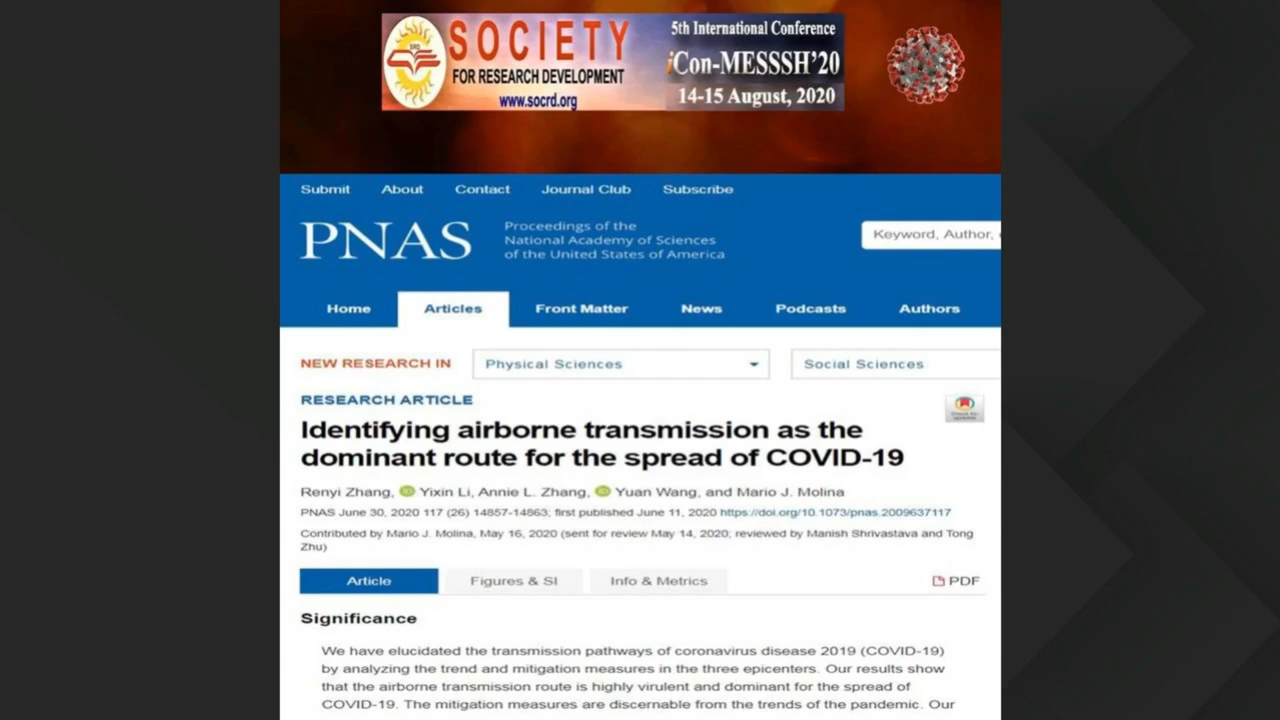 SOCIETY
FOR RESEARCH DEVELOPMENT
www.socrd.org
5th International Conference
iCon-MESSSH'20
14-15 August, 2020
Submit About Contact Journal Club Subscribe
PNAS
Proceedings of the
National Academy of Sciences
of the United States of America
Keyword, Author,
Home Articles Front Matter News Podcasts Authors
NEW RESEARCH IN Physical Sciences Social Sciences
RESEARCH ARTICLE
Identifying airborne transmission as the
dominant route for the spread of COVID-19
Renyi Zhang, Yixin Li, Annie L. Zhang, Yuan Wang, and Mario J. Molina
PNAS June 30, 2020 117 (26) 14857-14863; first published June 11, 2020 https://doi.org/10.1073/pnas.2009637117
Contributed by Mario J. Molina, May 16, 2020 (sent for review May 14, 2020; reviewed by Manish Shrivastava and Tong
Zhu)
Article Figures & SI Info & Metrics PDF
Significance
We have elucidated the transmission pathways of coronavirus disease 2019 (COVID-19)
by analyzing the trend and mitigation measures in the three epicenters. Our results show
that the airborne transmission route is highly virulent and dominant for the spread of
COVID-19. The mitigation measures are discernable from the trends of the pandemic. Our